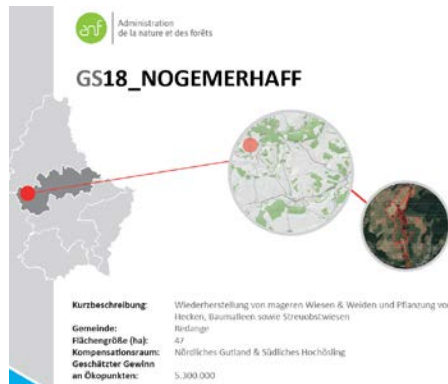 anf
Administration
de la nature et des forêts
GS18_NOGEMERHAFF
Kurzbeschreibung: Wiederherstellung von mageren Wiesen & Weiden und Pflanzung von
Hecken, Baumalleen sowie Streuobstwiesen
Gemeinde: Redange
Flächengröße (ha): 47
Kompensationsraum: Nördliches Gutland & Südliches Hochösling
Geschätzter Gewinn
an Ökopunkten: 5.300.000